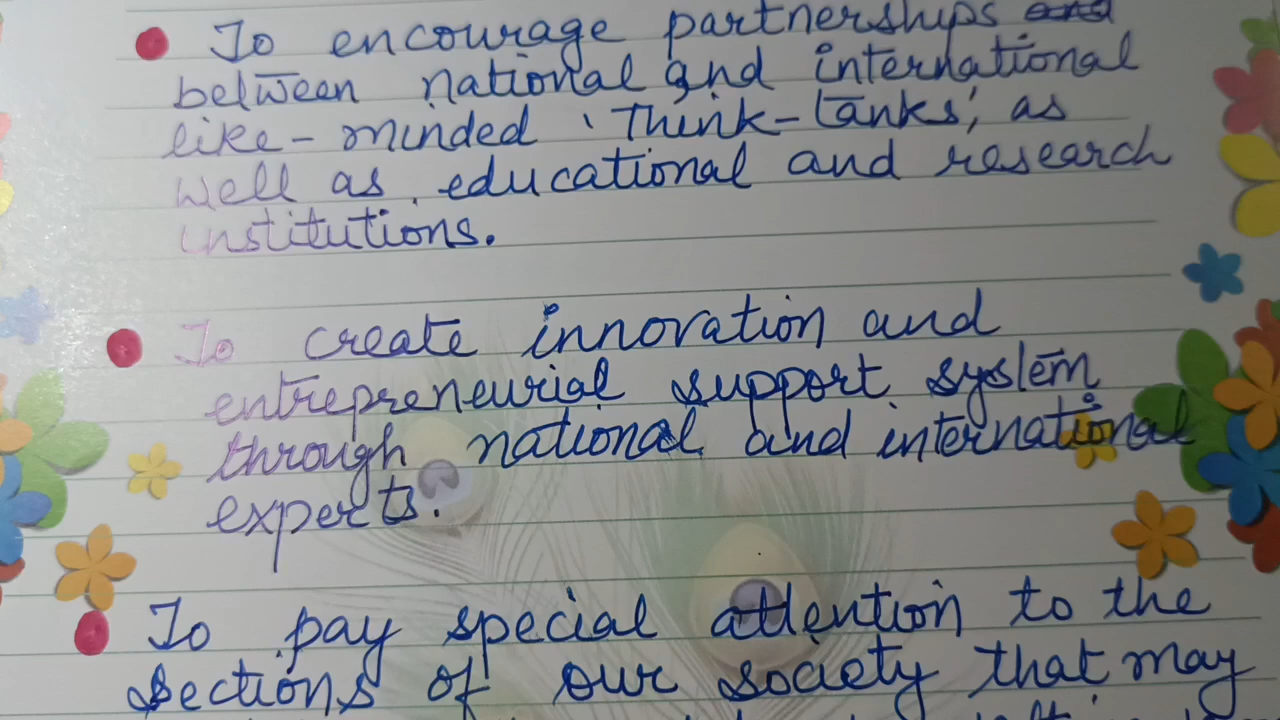 To encourage partnerships
between national and international
like-minded 'Think-tanks', as
well as educational and research
institutions.
To create innovation and
entrepreneurial support system
through national and international
experts.
To pay special attention to the
sections of our society that may